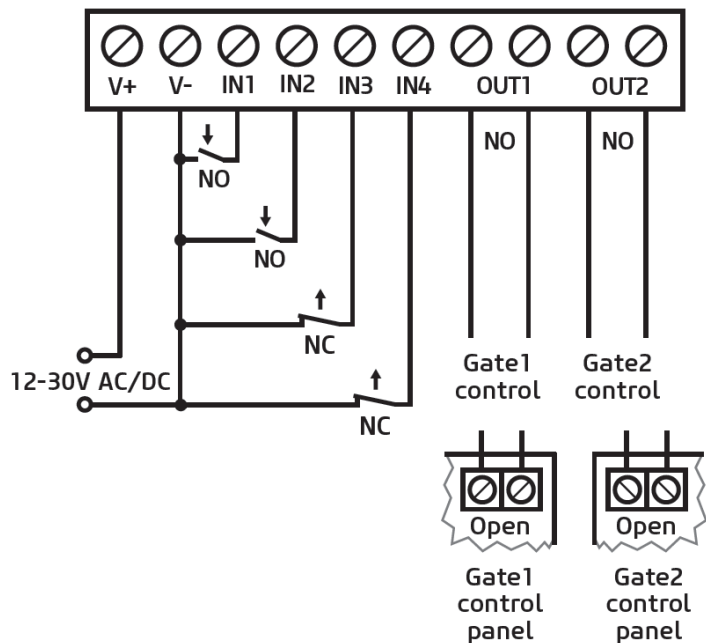 V+ V- IN1 IN2 IN3 IN4 OUT1 OUT2
NO NO
NO
NO
NC
12-30V AC/DC
NC
Gate1
control
Gate2
control
Open
Open
Gate1
control
panel
Gate2
control
panel